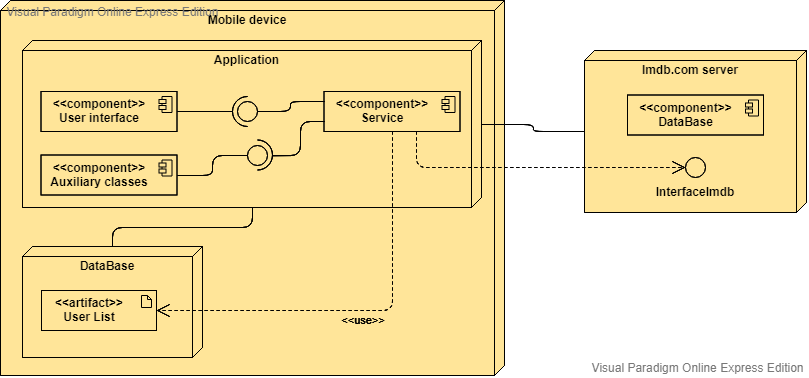 Visual Paradigm Online Express Edition
Mobile device
Application
<<component>>
User interface
<<component>>
Service
<<component>>
Auxiliary classes
DataBase
<<artifact>>
User List
<<use>>
Imdb.com server
<<component>>
DataBase
InterfaceImdb
Visual Paradigm Online Express Edition